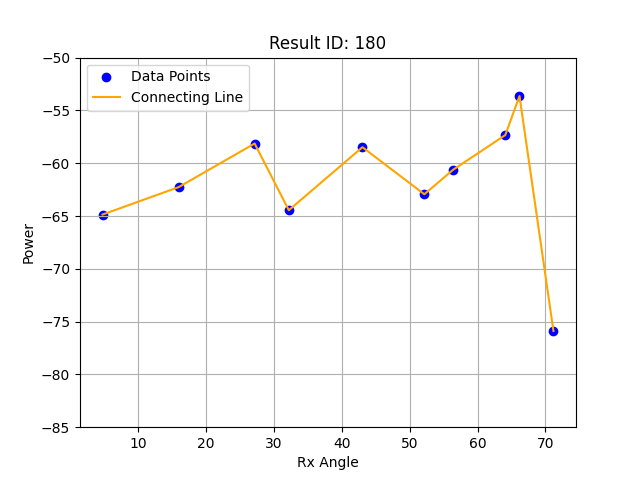 Result ID: 180
Data Points
Connecting Line
Power
−50
−55
−60
−65
−70
−75
−80
−85
10 20 30 40 50 60 70
Rx Angle